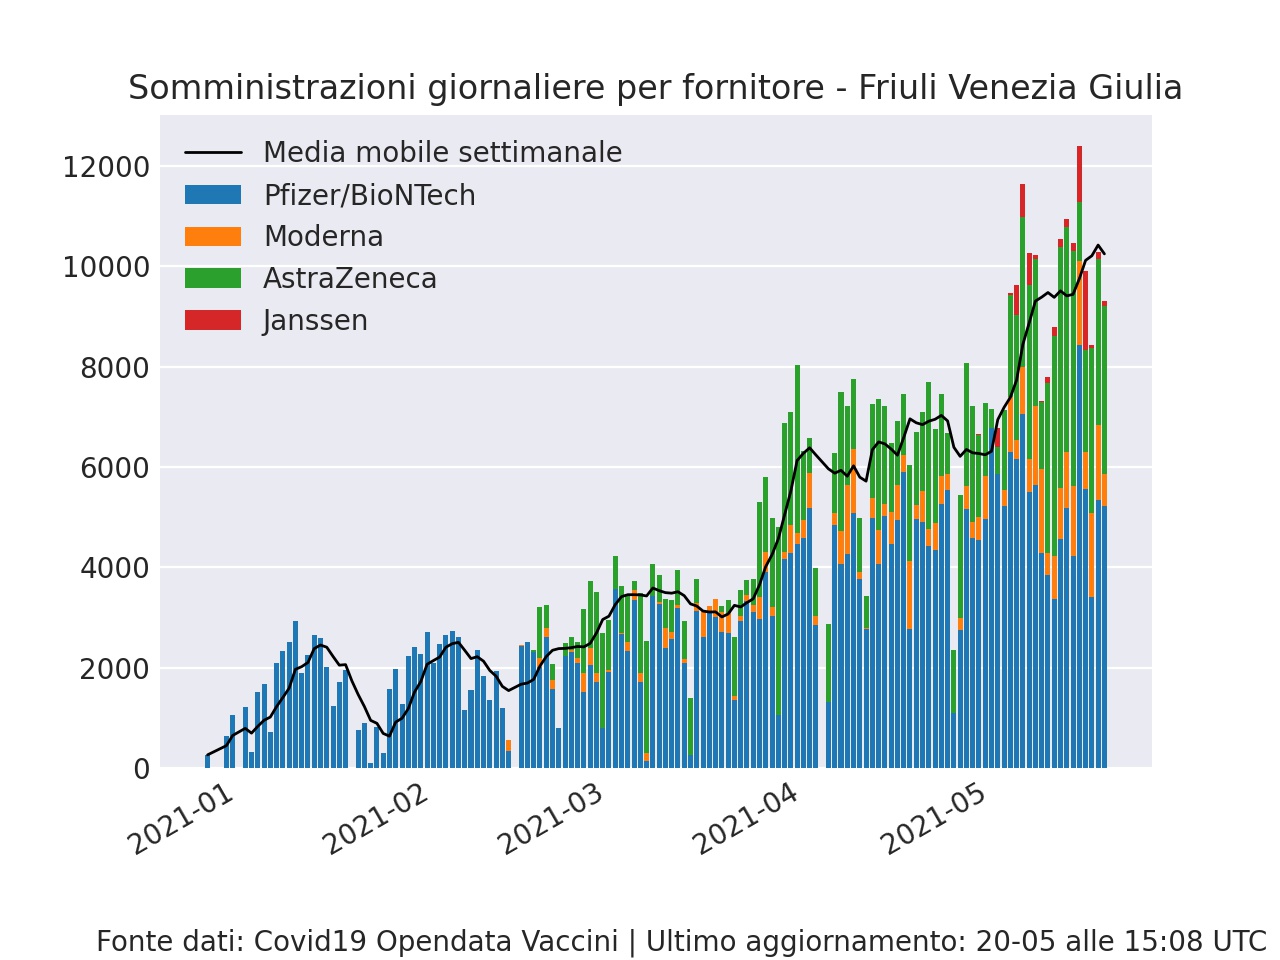 Somministrazioni giornaliere per fornitore - Friuli Venezia Giulia
Media mobile settimanale
Pfizer/BioNTech
Moderna
AstraZeneca
Janssen
12000
10000
8000
6000
4000
2000
0
2021-01
2021-02
2021-03
2021-04
2021-05
Fonte dati: Covid19 Opendata Vaccini | Ultimo aggiornamento: 20-05 alle 15:08 UTC